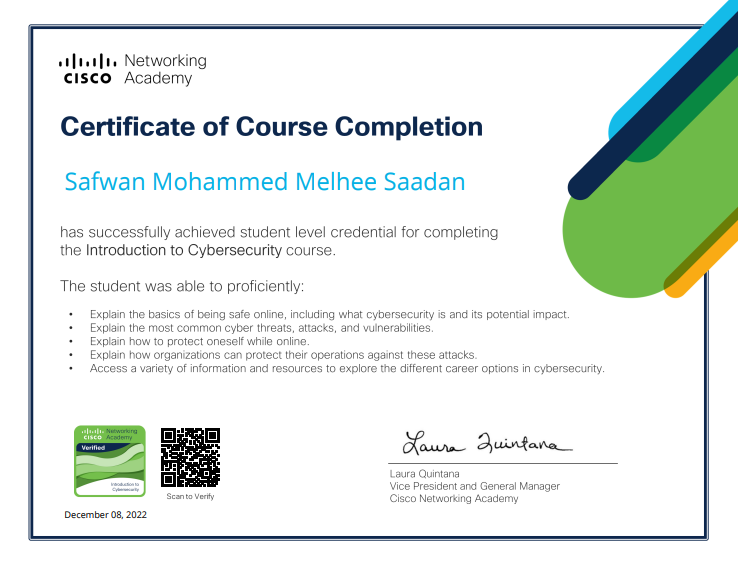 CISCO
Networking
Academy
Certificate of Course Completion
Safwan Mohammed Melhee Saadan
has successfully achieved student level credential for completing
the Introduction to Cybersecurity course.
The student was able to proficiently:
• Explain the basics of being safe online, including what cybersecurity is and its potential impact.
• Explain the most common cyber threats, attacks, and vulnerabilities.
• Explain how to protect oneself while online.
• Explain how organizations can protect their operations against these attacks.
• Access a variety of information and resources to explore the different career options in cybersecurity.
CISCO
Networking
Academy
Verified
Introduction to
Cybersecurity
Scan to Verify
December 08, 2022
Laura Quintana
Laura Quintana
Vice President and General Manager
Cisco Networking Academy